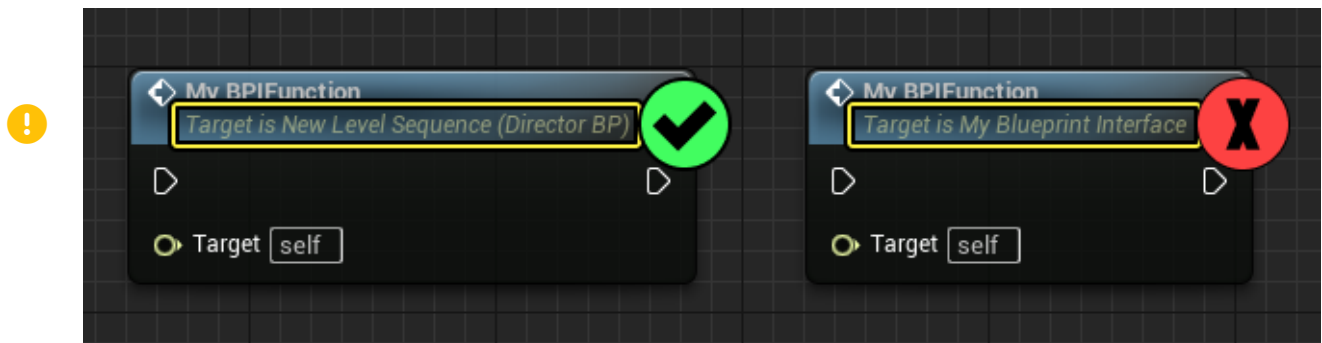 My BPIFunction
Target is New Level Sequence (Director BP)
Target self
My BPIFunction
Target is My Blueprint Interface
Target self